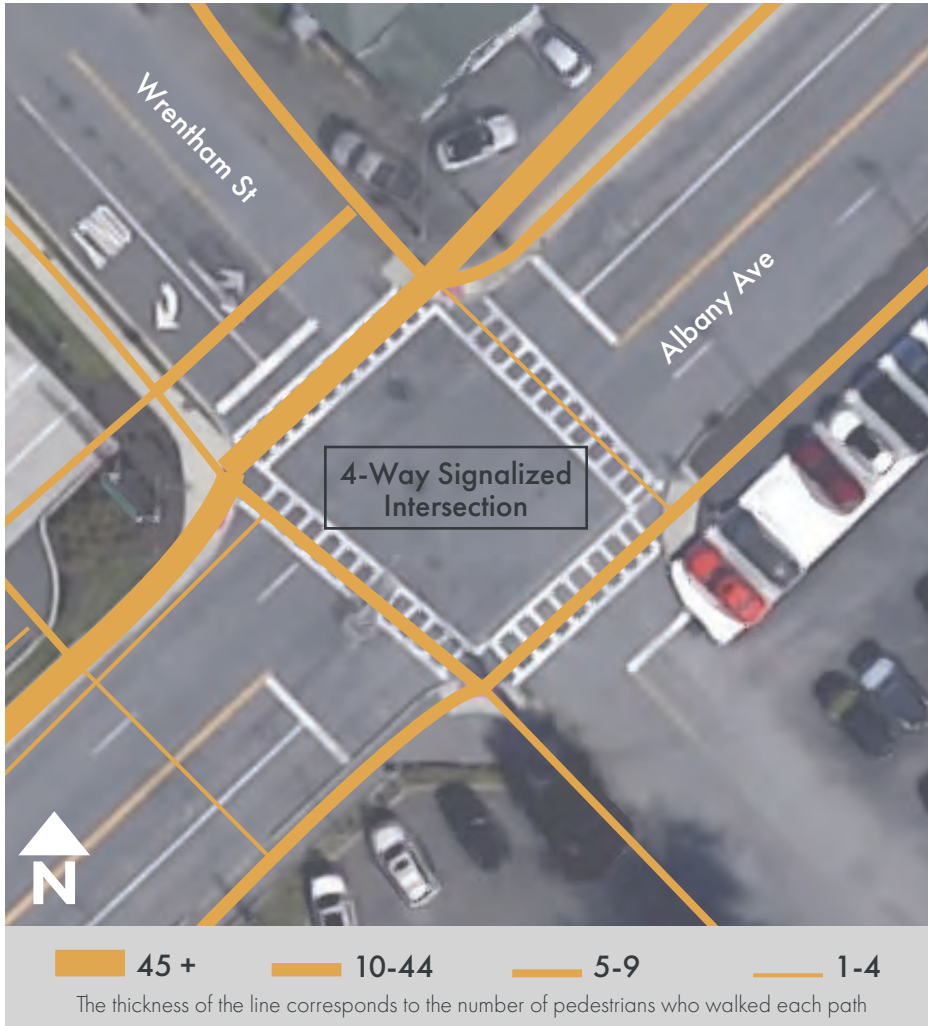 Wrentham St
Albany Ave
4-Way Signalized
Intersection
N
45 +
10-44
5-9
1-4
The thickness of the line corresponds to the number of pedestrians who walked each path